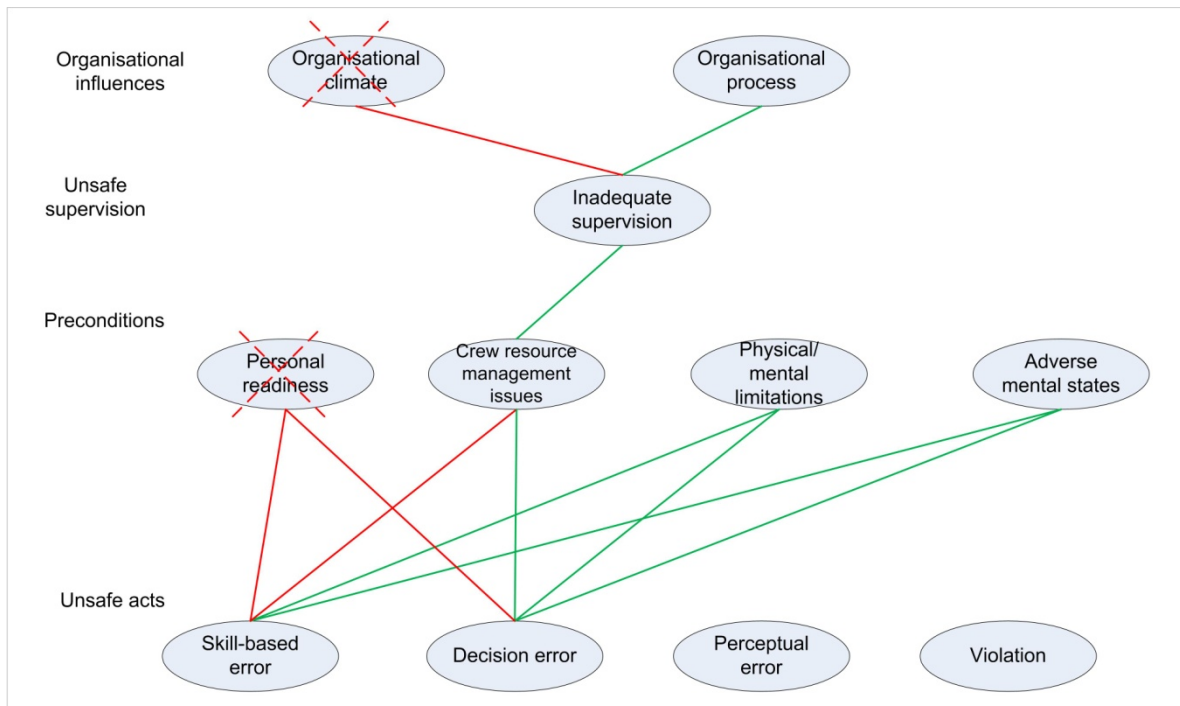 Organisational
influences
Organisational
climate
Organisational
process
Unsafe
supervision
Inadequate
supervision
Preconditions
Personal
readiness
Crew resource
management
issues
Physical/
mental
limitations
Adverse
mental states
Unsafe acts
Skill-based
error
Decision error
Perceptual
error
Violation